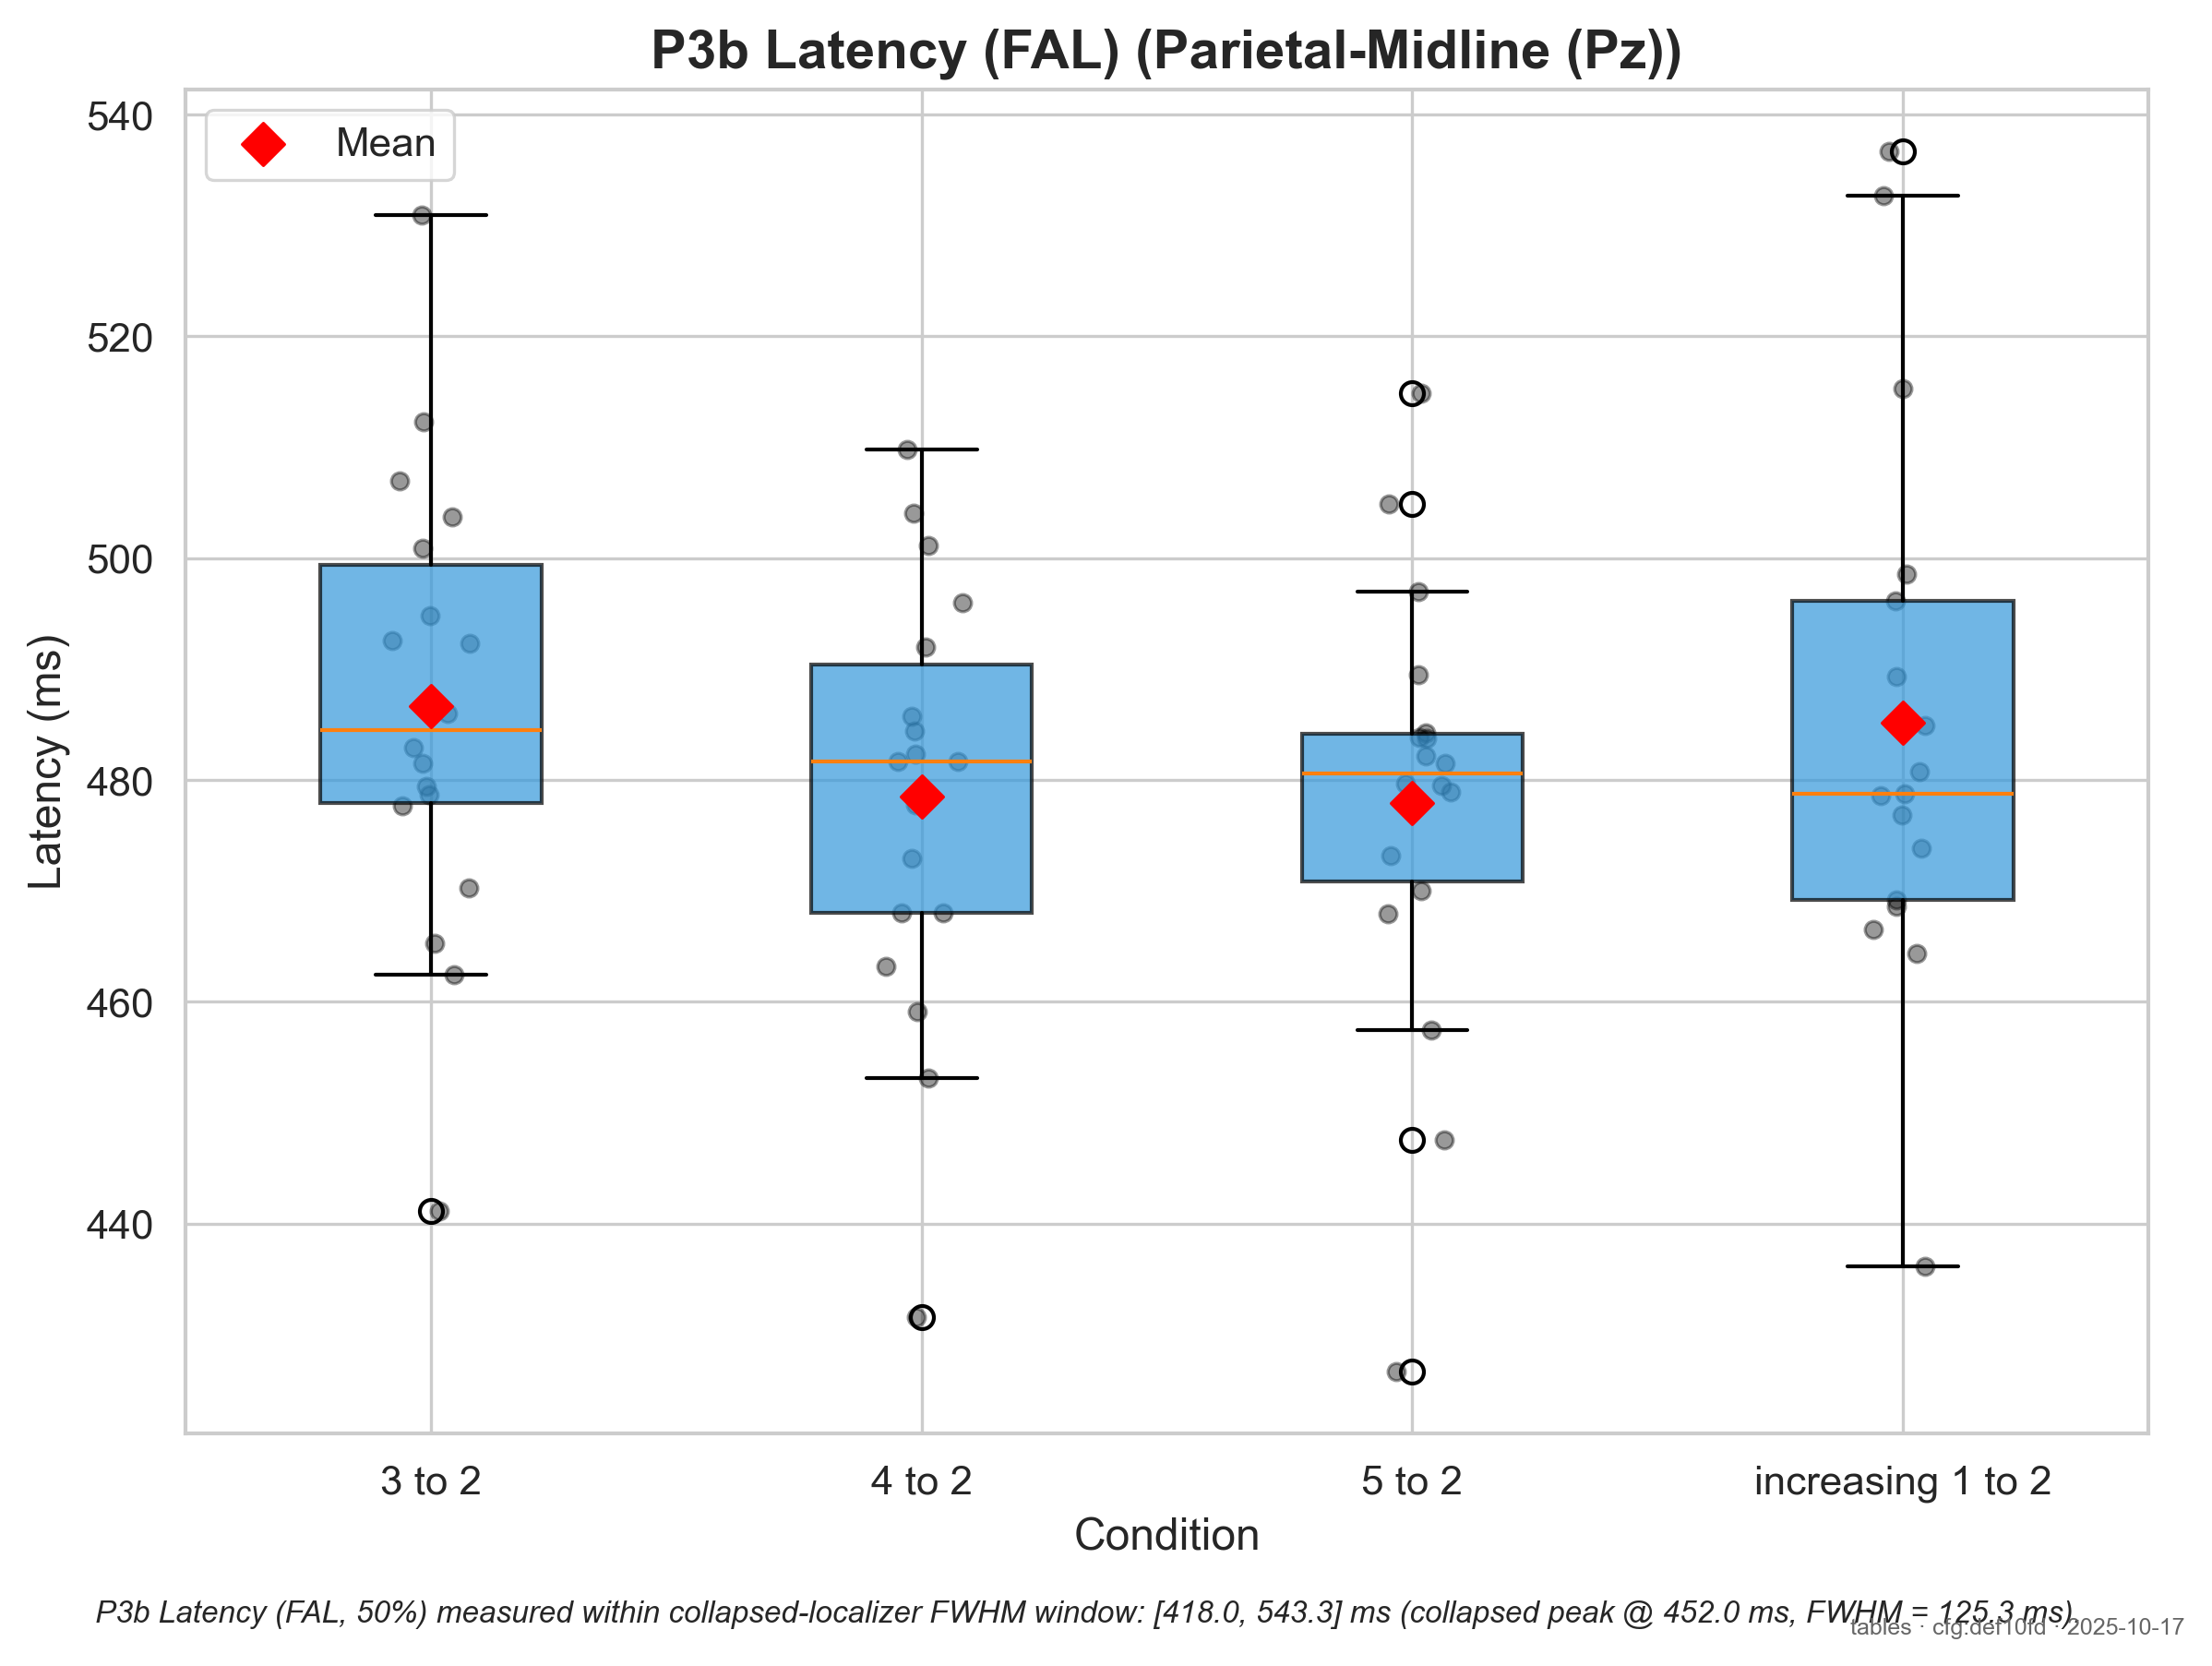 P3b Latency (FAL) (Parietal-Midline (Pz))
Mean
Latency (ms)
540
520
500
480
460
440
3 to 2
4 to 2
5 to 2
increasing 1 to 2
Condition
P3b Latency (FAL, 50%) measured within collapsed-localizer FWHM window: [418.0, 543.3] ms (collapsed peak @ 452.0 ms, FWHM = 125.3 ms)
tables · cfg:def10fd · 2025-10-17